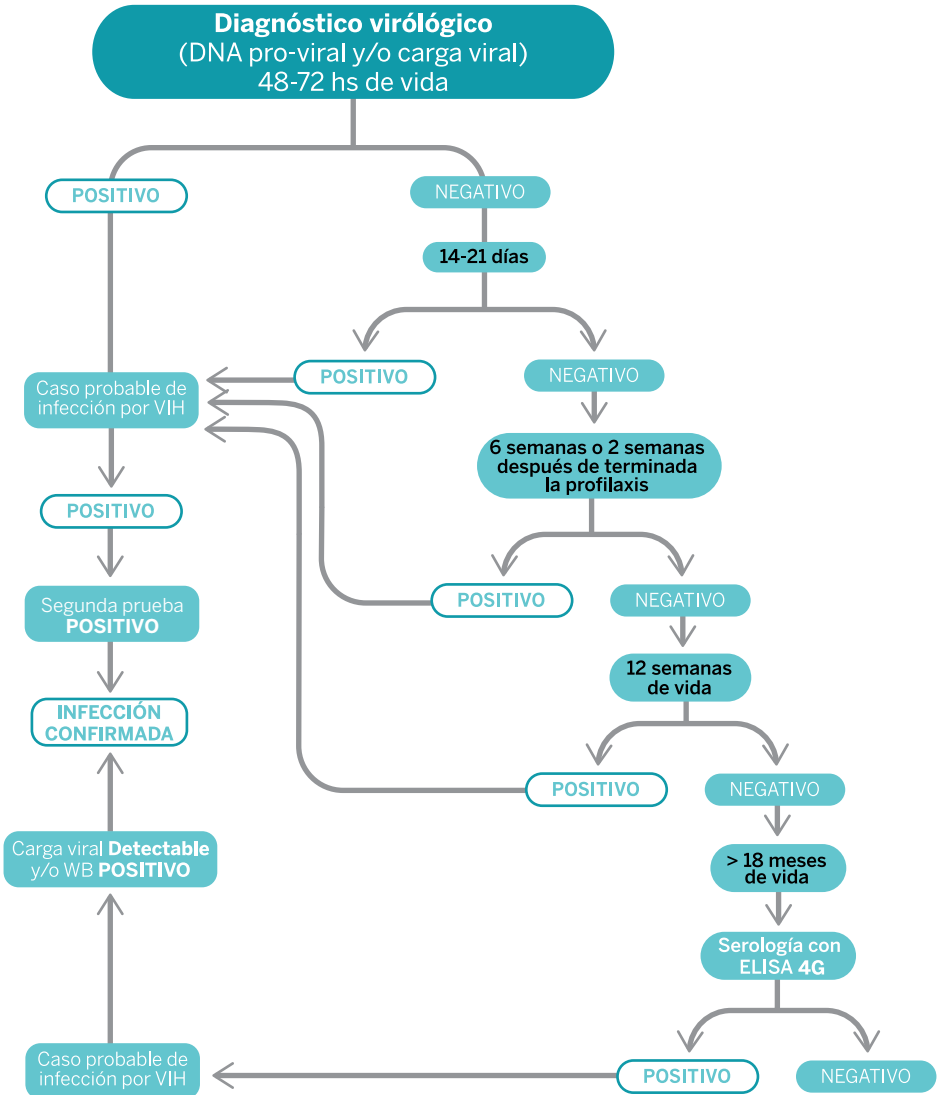 Diagnóstico virólógico
(DNA pro-viral y/o carga viral)
48-72 hs de vida
POSITIVO
NEGATIVO
14-21 días
POSITIVO
NEGATIVO
Caso probable de
infección por VIH
6 semanas o 2 semanas
después de terminada
la profilaxis
POSITIVO
POSITIVO
NEGATIVO
Segunda prueba
POSITIVO
12 semanas
de vida
INFECCIÓN
CONFIRMADA
POSITIVO
NEGATIVO
Carga viral Detectable
y/o WB POSITIVO
> 18 meses
de vida
Serología con
ELISA 4G
Caso probable de
infección por VIH
POSITIVO
NEGATIVO